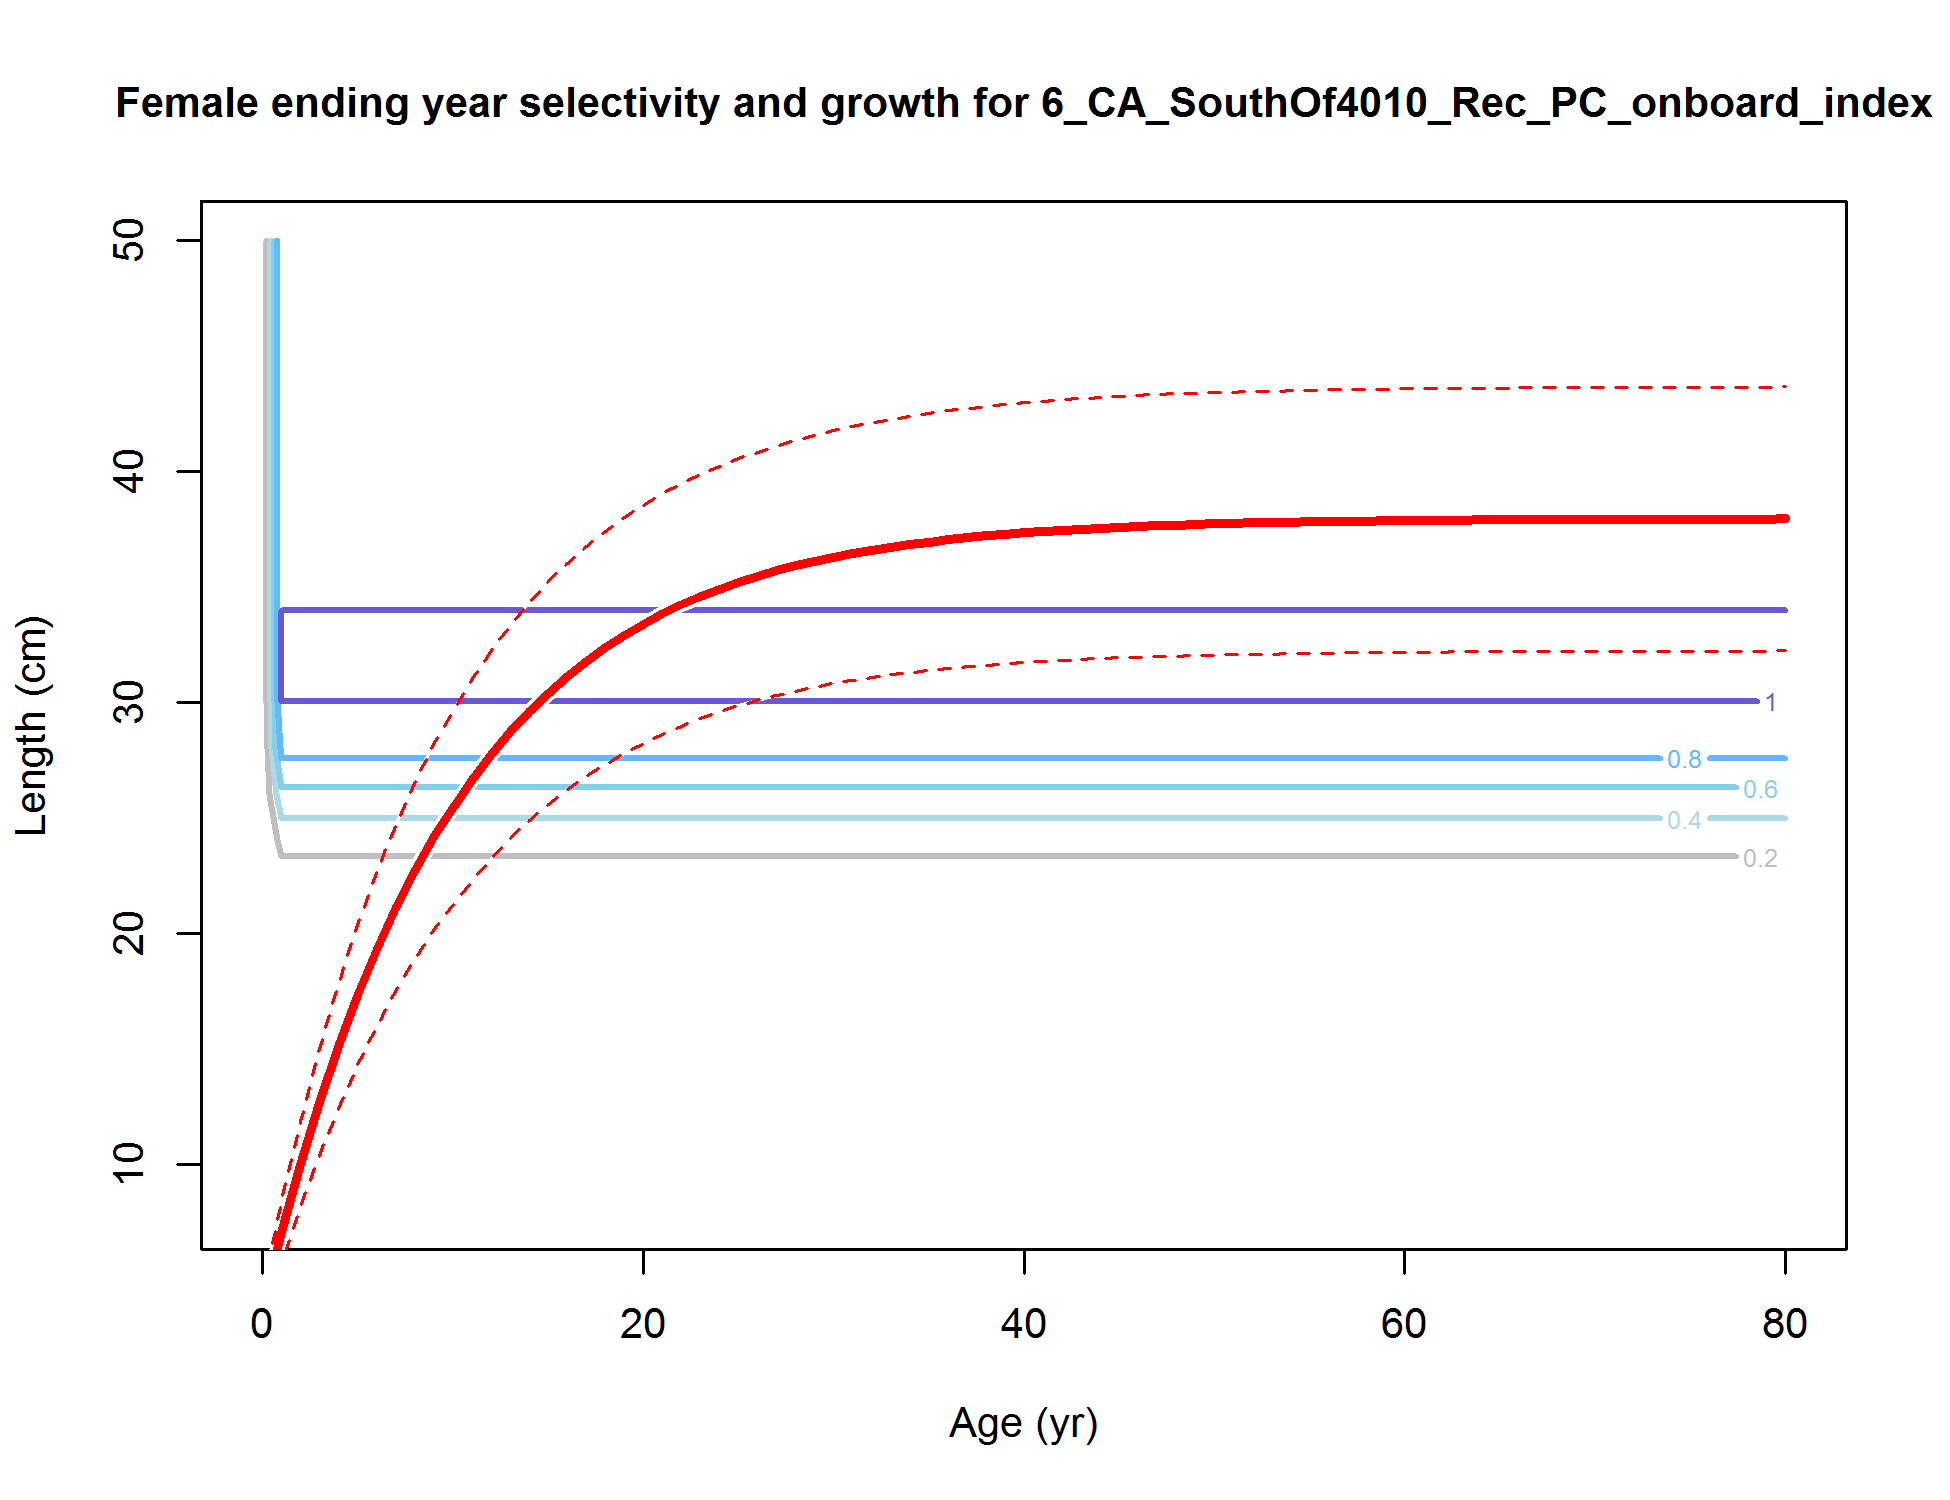 Female ending year selectivity and growth for 6_CA_SouthOf4010_Rec_PC_onboard_index
50
40
30
20
10
Length (cm)
1
0.8
0.6
0.4
0.2
0 20 40 60 80
Age (yr)